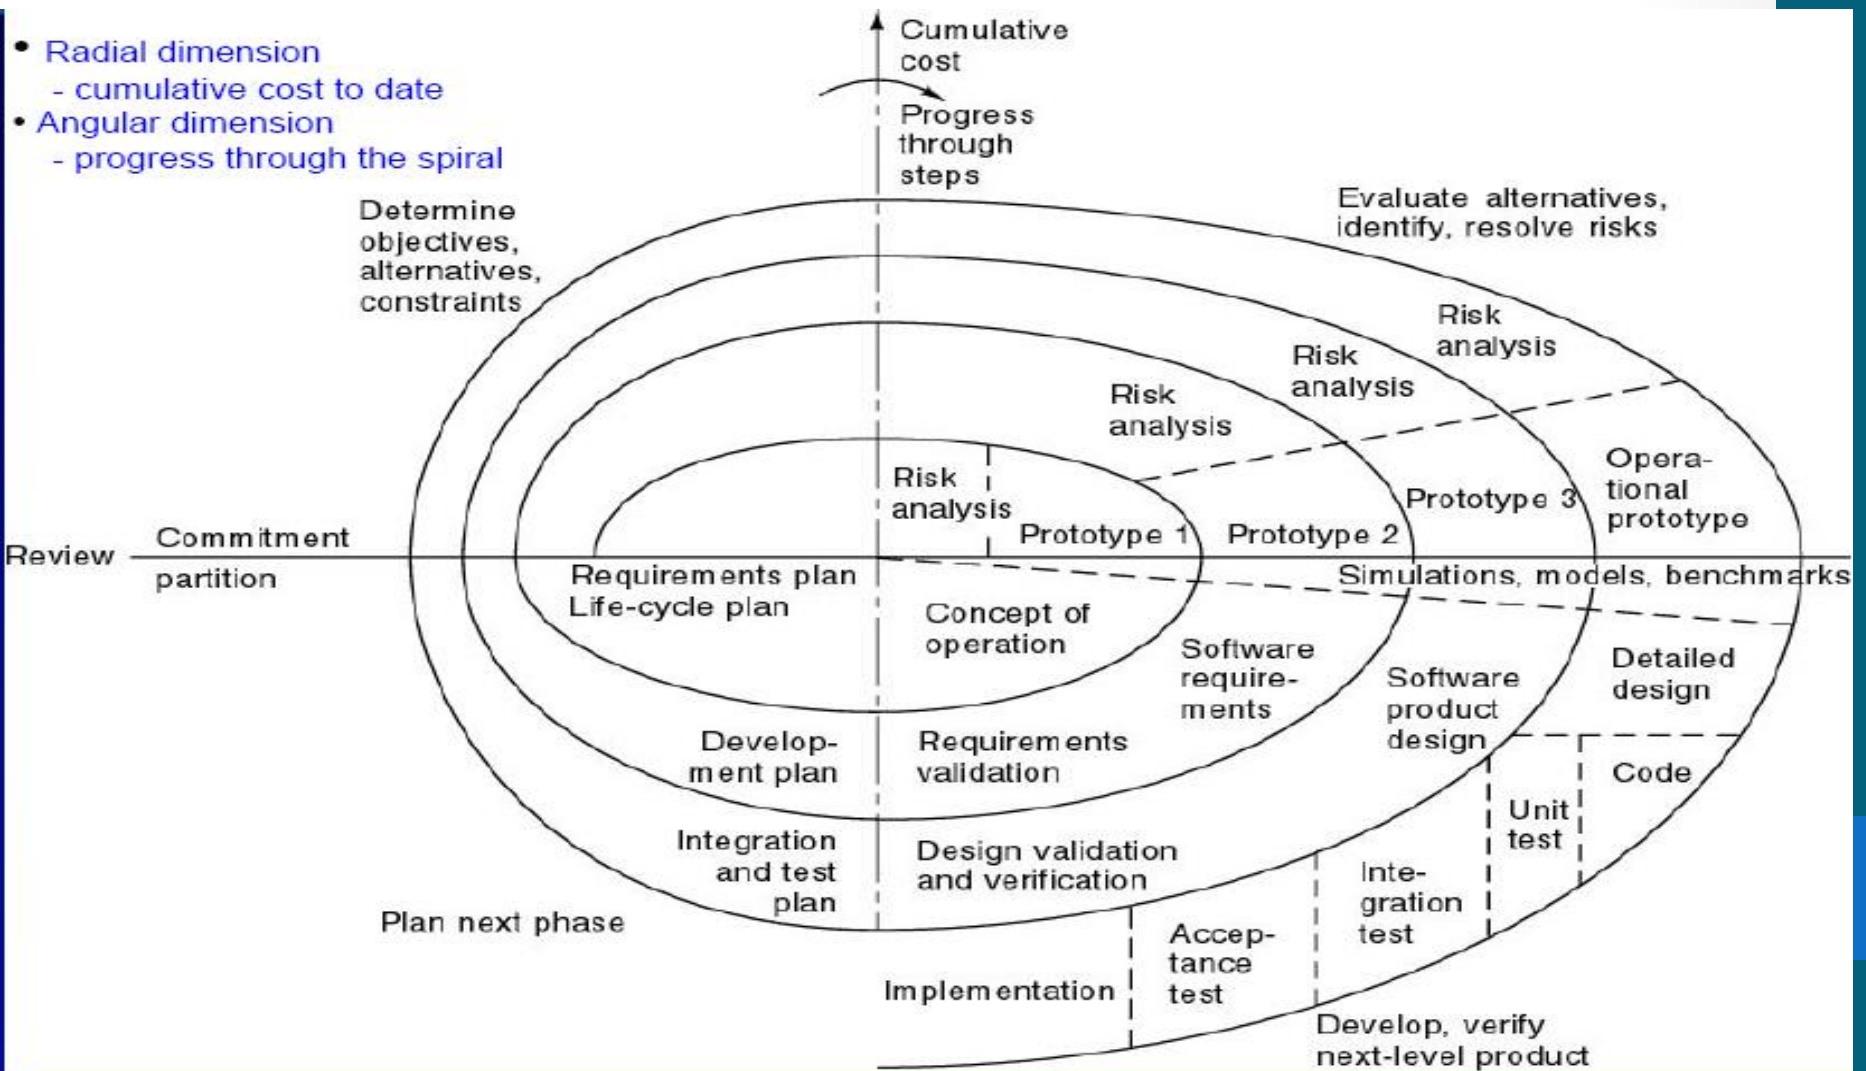 • Radial dimension
- cumulative cost to date
• Angular dimension
- progress through the spiral
Cumulative
cost
Progress
through
steps
Determine
objectives,
alternatives,
constraints
Evaluate alternatives,
identify, resolve risks
Risk
analysis
Risk
analysis
Risk
analysis
Risk
analysis
Prototype 1
Prototype 2
Prototype 3
Opera-
tional
prototype
Review
Commitment
partition
Requirements plan
Life-cycle plan
Concept of
operation
Simulations, models, benchmarks
Software
require-
ments
Software
product
design
Detailed
design
Develop-
ment plan
Requirements
validation
Code
Unit
test
Integration
and test
plan
Design validation
and verification
Inte-
gration
test
Plan next phase
Accep-
tance
test
Implementation
Develop, verify
next-level product